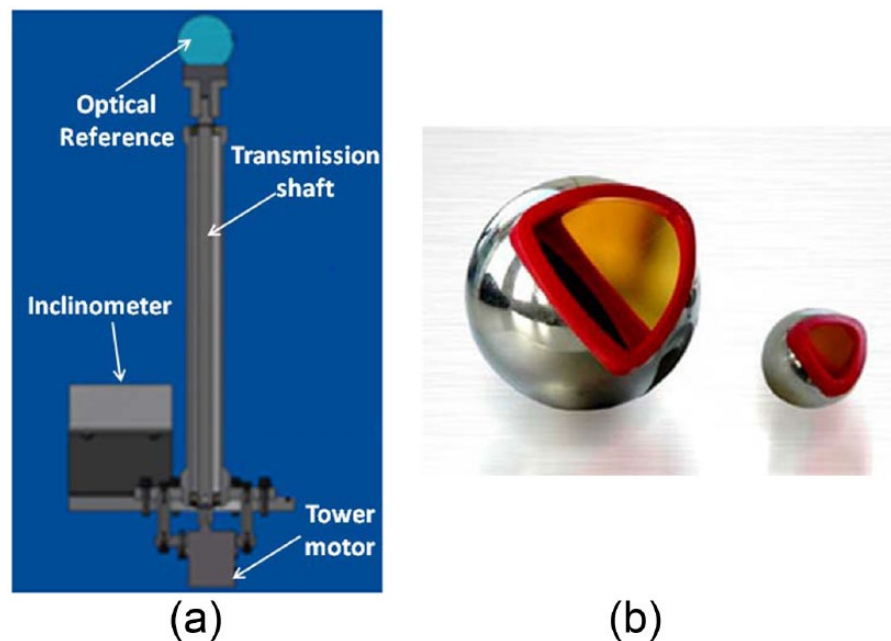 Optical
Reference
Transmission
shaft
Inclinometer
Tower
motor
(a)
(b)